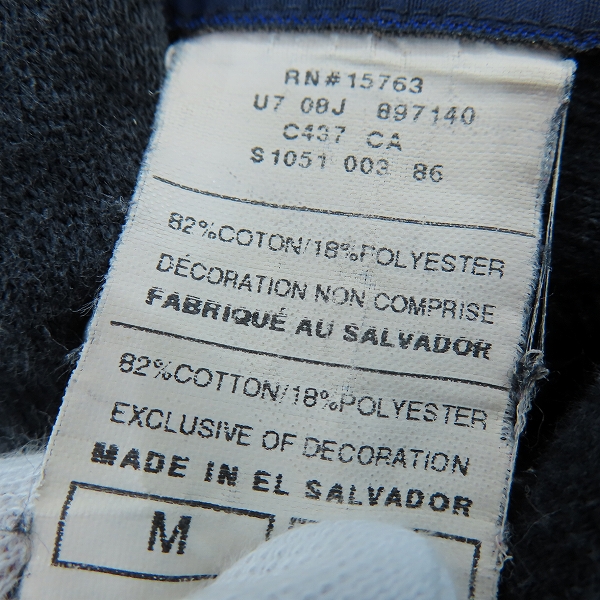 RN#15763
U7 08J 897140
C437 CA
S1051 003 86
82%COTON/18%POLYESTER
DÉCORATION NON COMPRISE
FABRIQUÉ AU SALVADOR
82%COTTON/18%POLYESTER
EXCLUSIVE OF DECORATION
MADE IN EL SALVADOR
M